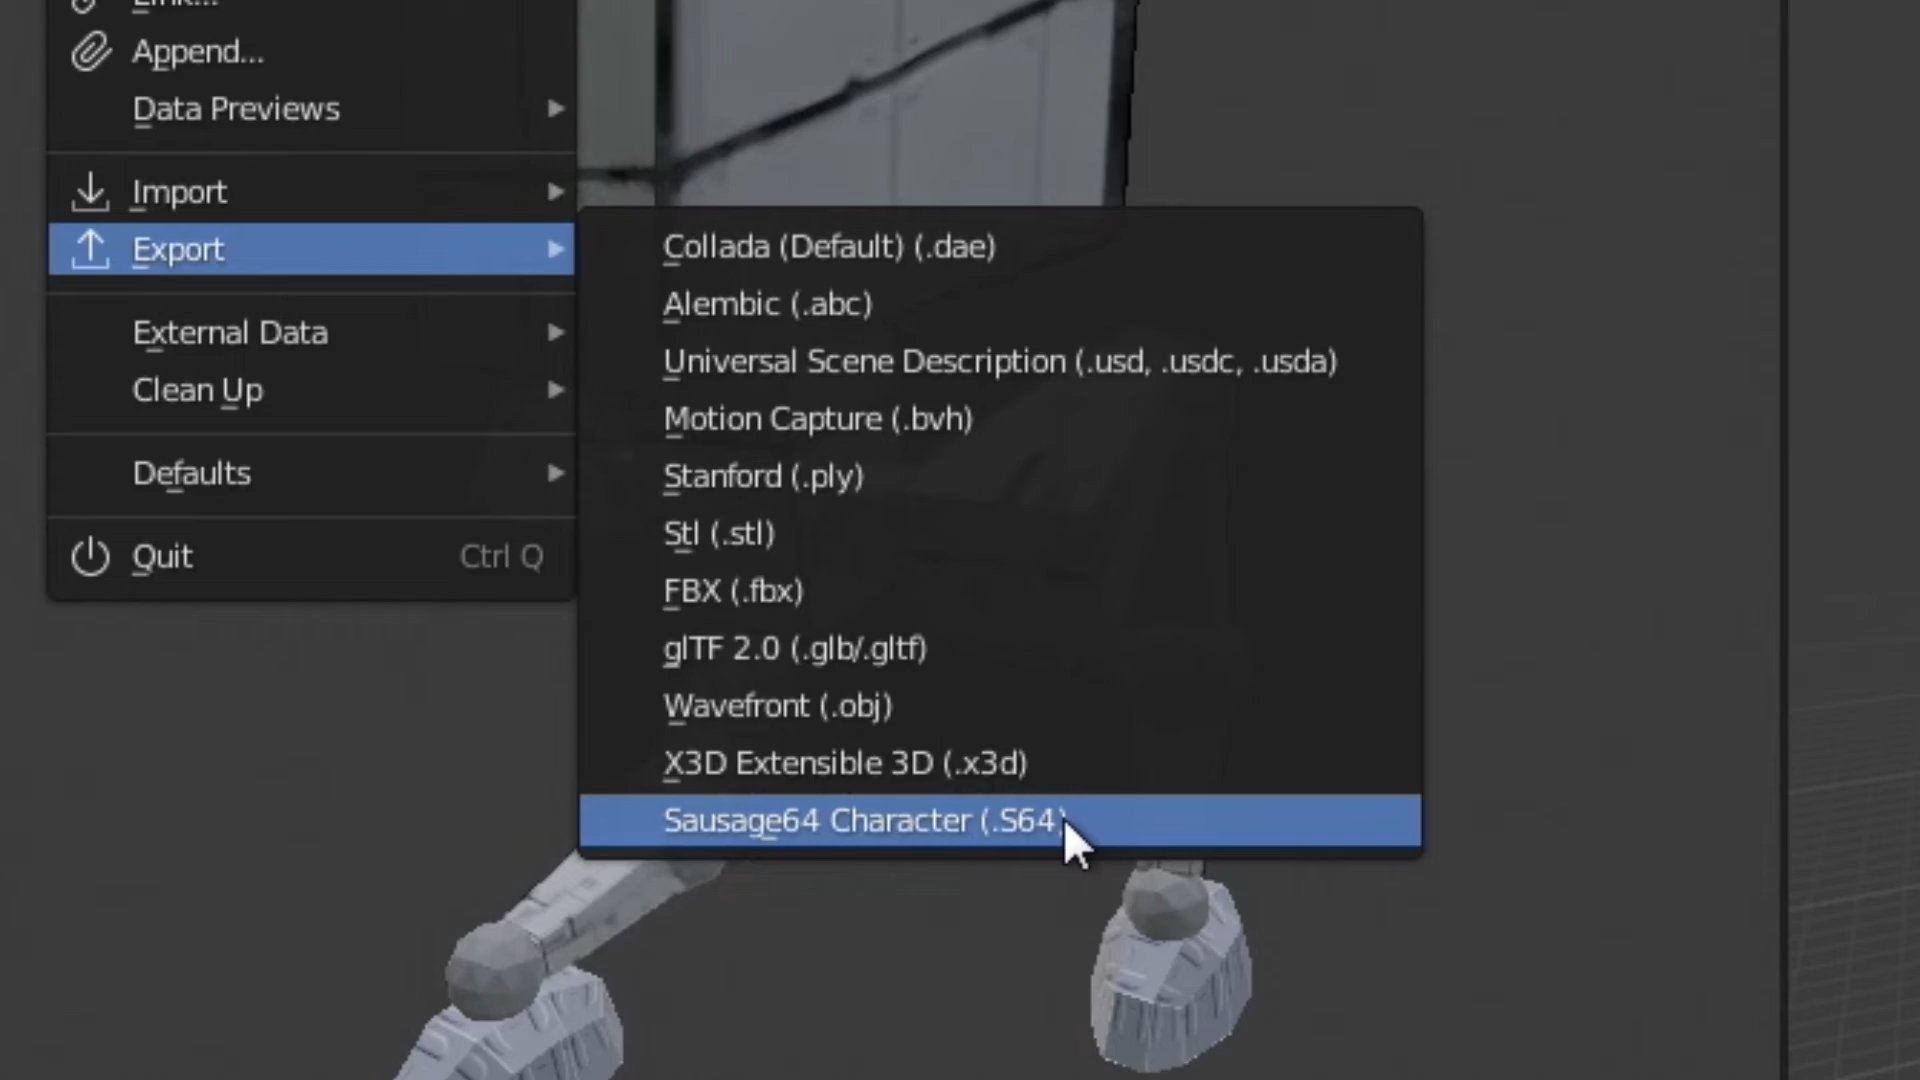 Link...
Append...
Data Previews
Import
Export
External Data
Clean Up
Defaults
Quit Ctrl Q
Collada (Default) (.dae)
Alembic (.abc)
Universal Scene Description (.usd, .usdc, .usda)
Motion Capture (.bvh)
Stanford (.ply)
Stl (.stl)
FBX (.fbx)
glTF 2.0 (.glb/.gltf)
Wavefront (.obj)
X3D Extensible 3D (.x3d)
Sausage64 Character (.S64)